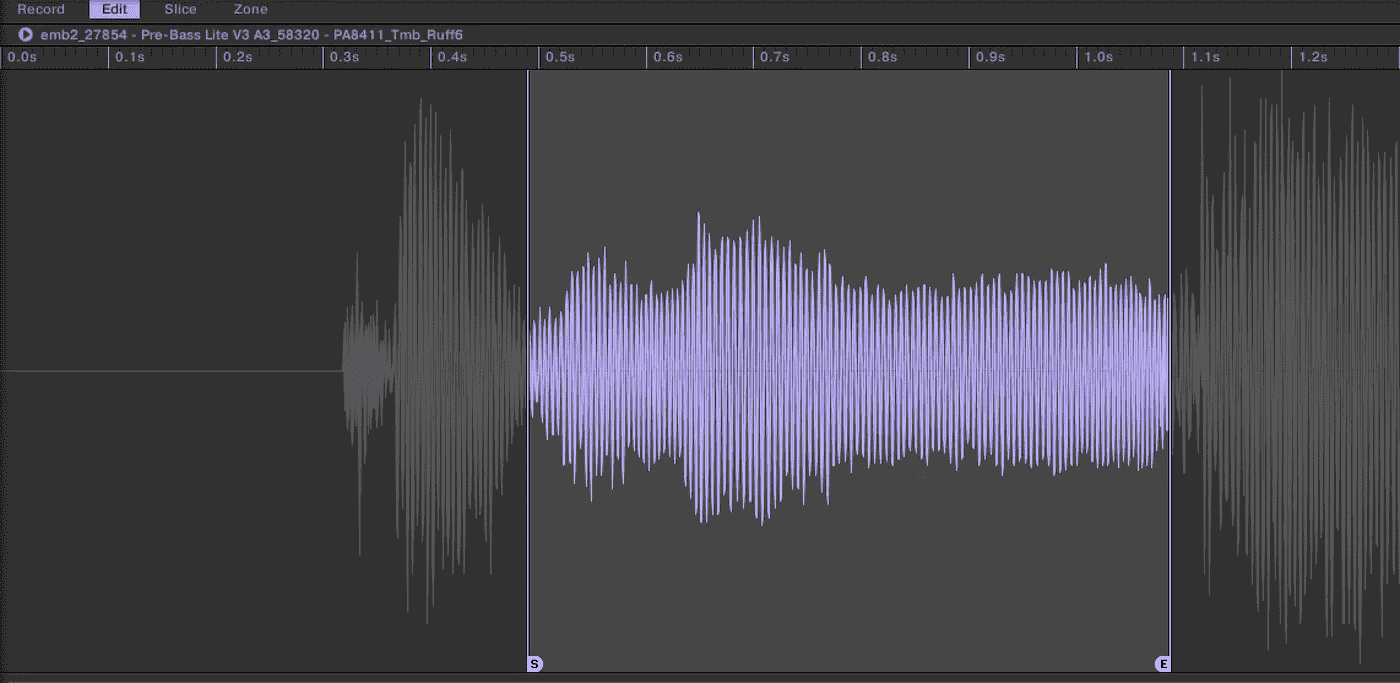 Record Edit Slice Zone
emb2_27854 - Pre-Bass Lite V3 A3_58320 - PA8411_Tmb_Ruff6
0.0s 0.1s 0.2s 0.3s 0.4s 0.5s 0.6s 0.7s 0.8s 0.9s 1.0s 1.1s 1.2s
S E